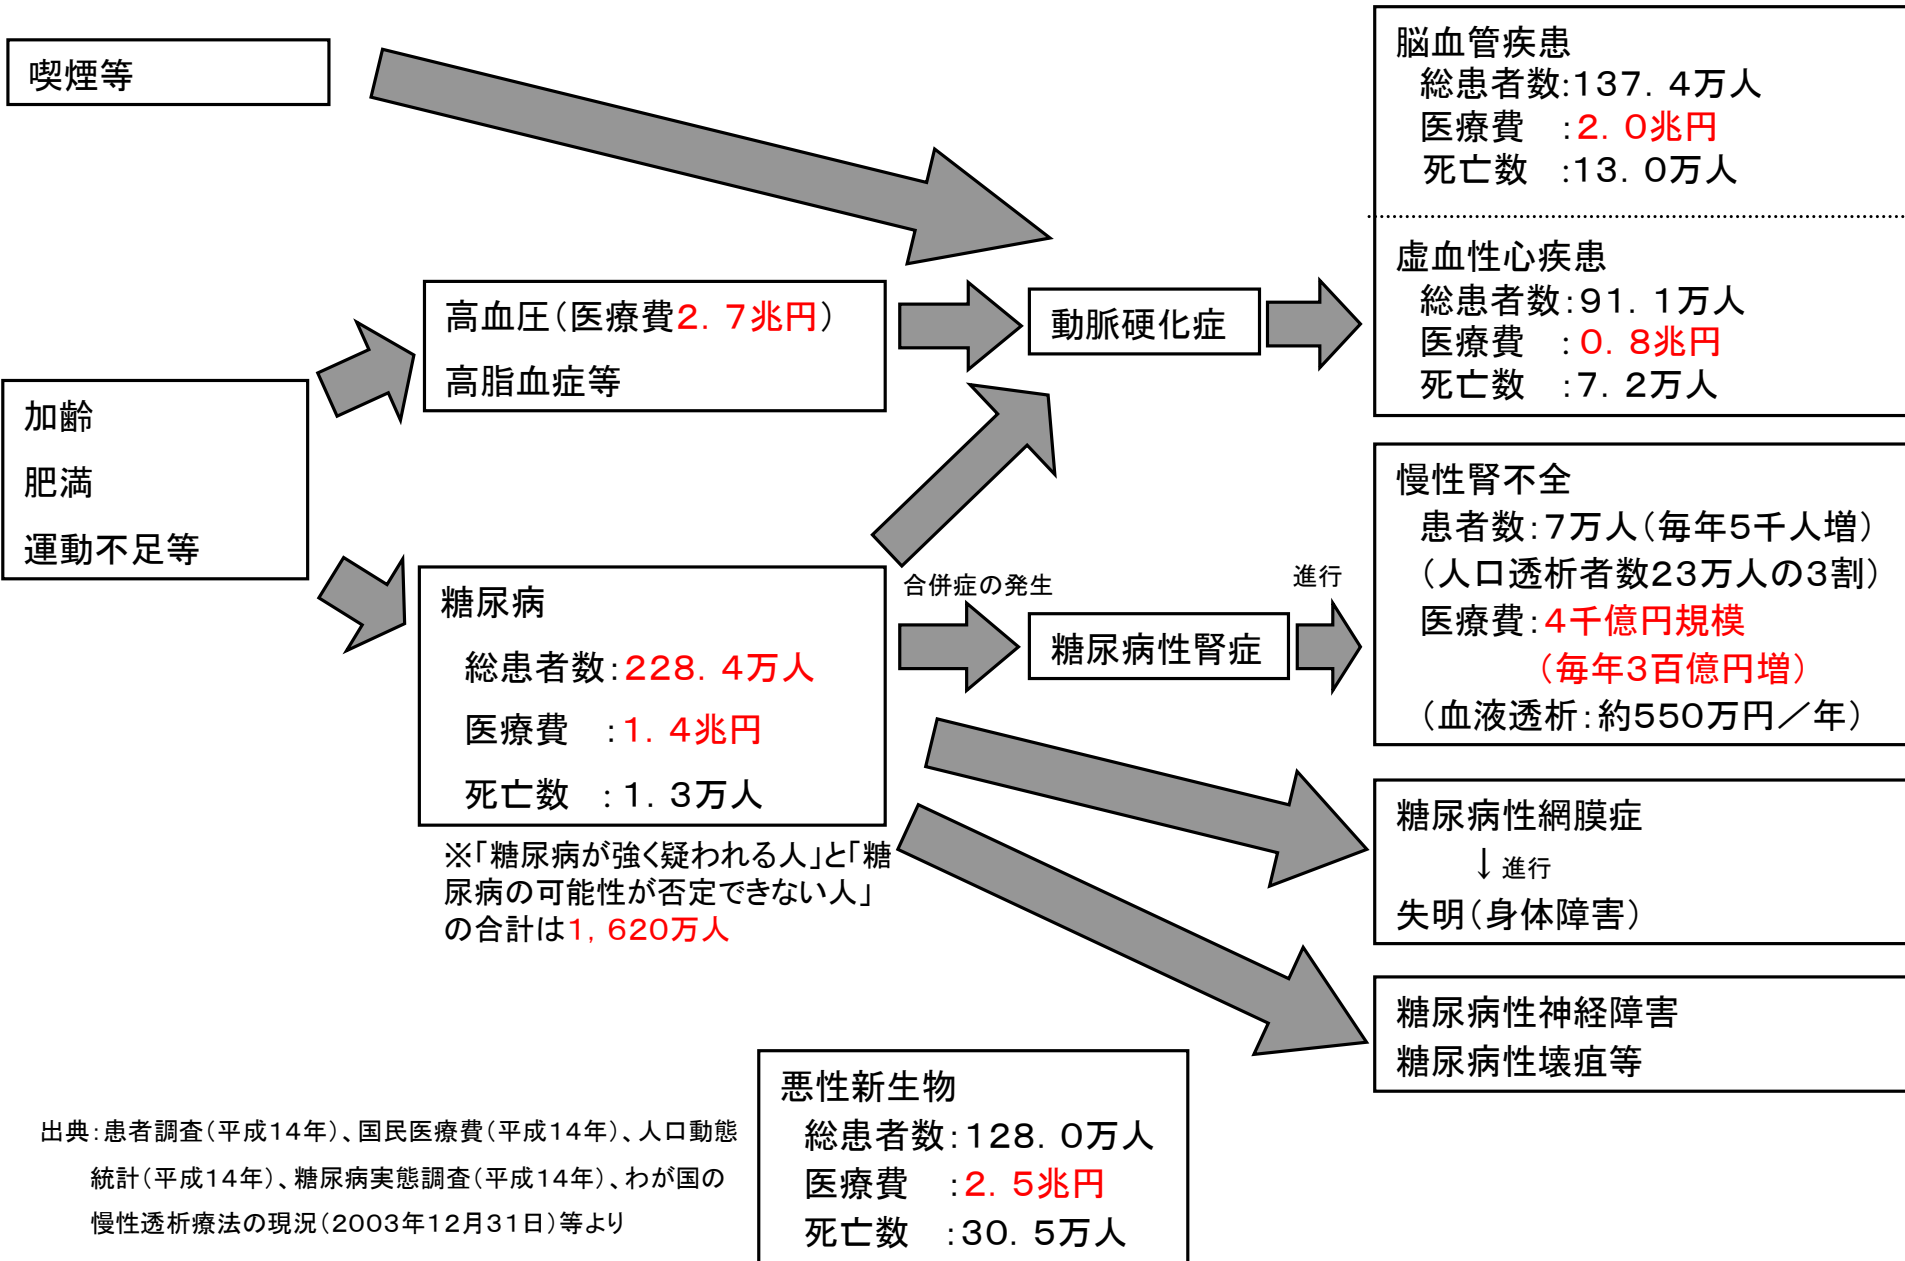 喫煙等
加齢
肥満
運動不足等
高血圧(医療費２．７兆円)
高脂血症等
糖尿病
総患者数：２２８．４万人
医療費　：１．４兆円
死亡数　：１．３万人
※「糖尿病が強く疑われる人」と「糖
尿病の可能性が否定できない人」
の合計は１，６２０万人
動脈硬化症
合併症の発生
糖尿病性腎症
進行
脳血管疾患
総患者数：１３７．４万人
医療費　：２．０兆円
死亡数　：１３．０万人
虚血性心疾患
総患者数：９１．１万人
医療費　：０．８兆円
死亡数　：７．２万人
慢性腎不全
患者数：７万人（毎年５千人増）
（人口透析者数２３万人の３割）
医療費：４千億円規模
（毎年３百億円増）
（血液透析：約５５０万円／年）
糖尿病性網膜症
↓進行
失明（身体障害）
糖尿病性神経障害
糖尿病性壊疽等
悪性新生物
総患者数：１２８．０万人
医療費　：２．５兆円
死亡数　：３０．５万人
出典：患者調査（平成１４年）、国民医療費（平成１４年）、人口動態
統計（平成１４年）、糖尿病実態調査（平成１４年）、わが国の
慢性透析療法の現況（２００３年１２月３１日）等より